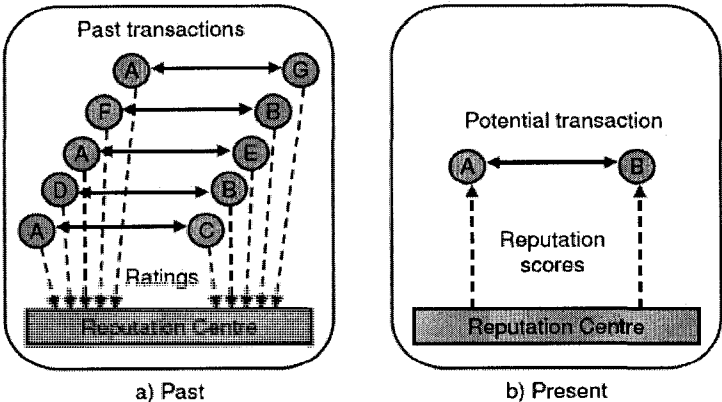 Past transactions
A G
F B
A E
D B
A C
Ratings
Reputation Centre
a) Past
Potential transaction
A B
Reputation
scores
Reputation Centre
b) Present